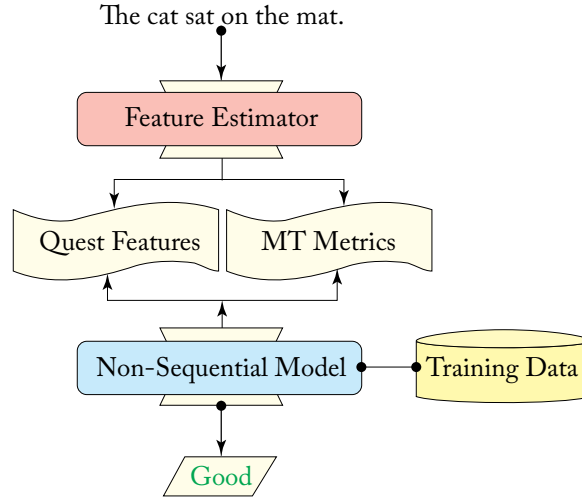 The cat sat on the mat.
Feature Estimator
Quest Features
MT Metrics
Non-Sequential Model
Training Data
Good